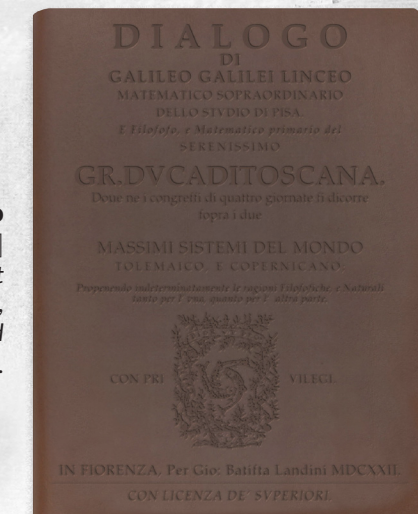 DIALOGO
DI
GALILEO GALILEI LINCEO
MATEMATICO SOPRAORDINARIO
DELLO STVDIO DI PISA.
E Filosofo, e Matematico primario del
SERENISSIMO
GR.DVCADITOSCANA.
Doue ne i congressi di quattro giornate si dicorre
sopra i due
MASSIMI SISTEMI DEL MONDO
TOLEMAICO, E COPERNICANO.
Proponendo indeterminatamente le ragioni Filosofiche, e Naturali
tanto per l' vna, quanto per l' altra parte.
CON PRI VILEGI.
IN FIORENZA, Per Gio: Batista Landini MDCXXII.
CON LICENZA DE' SVPERIORI.